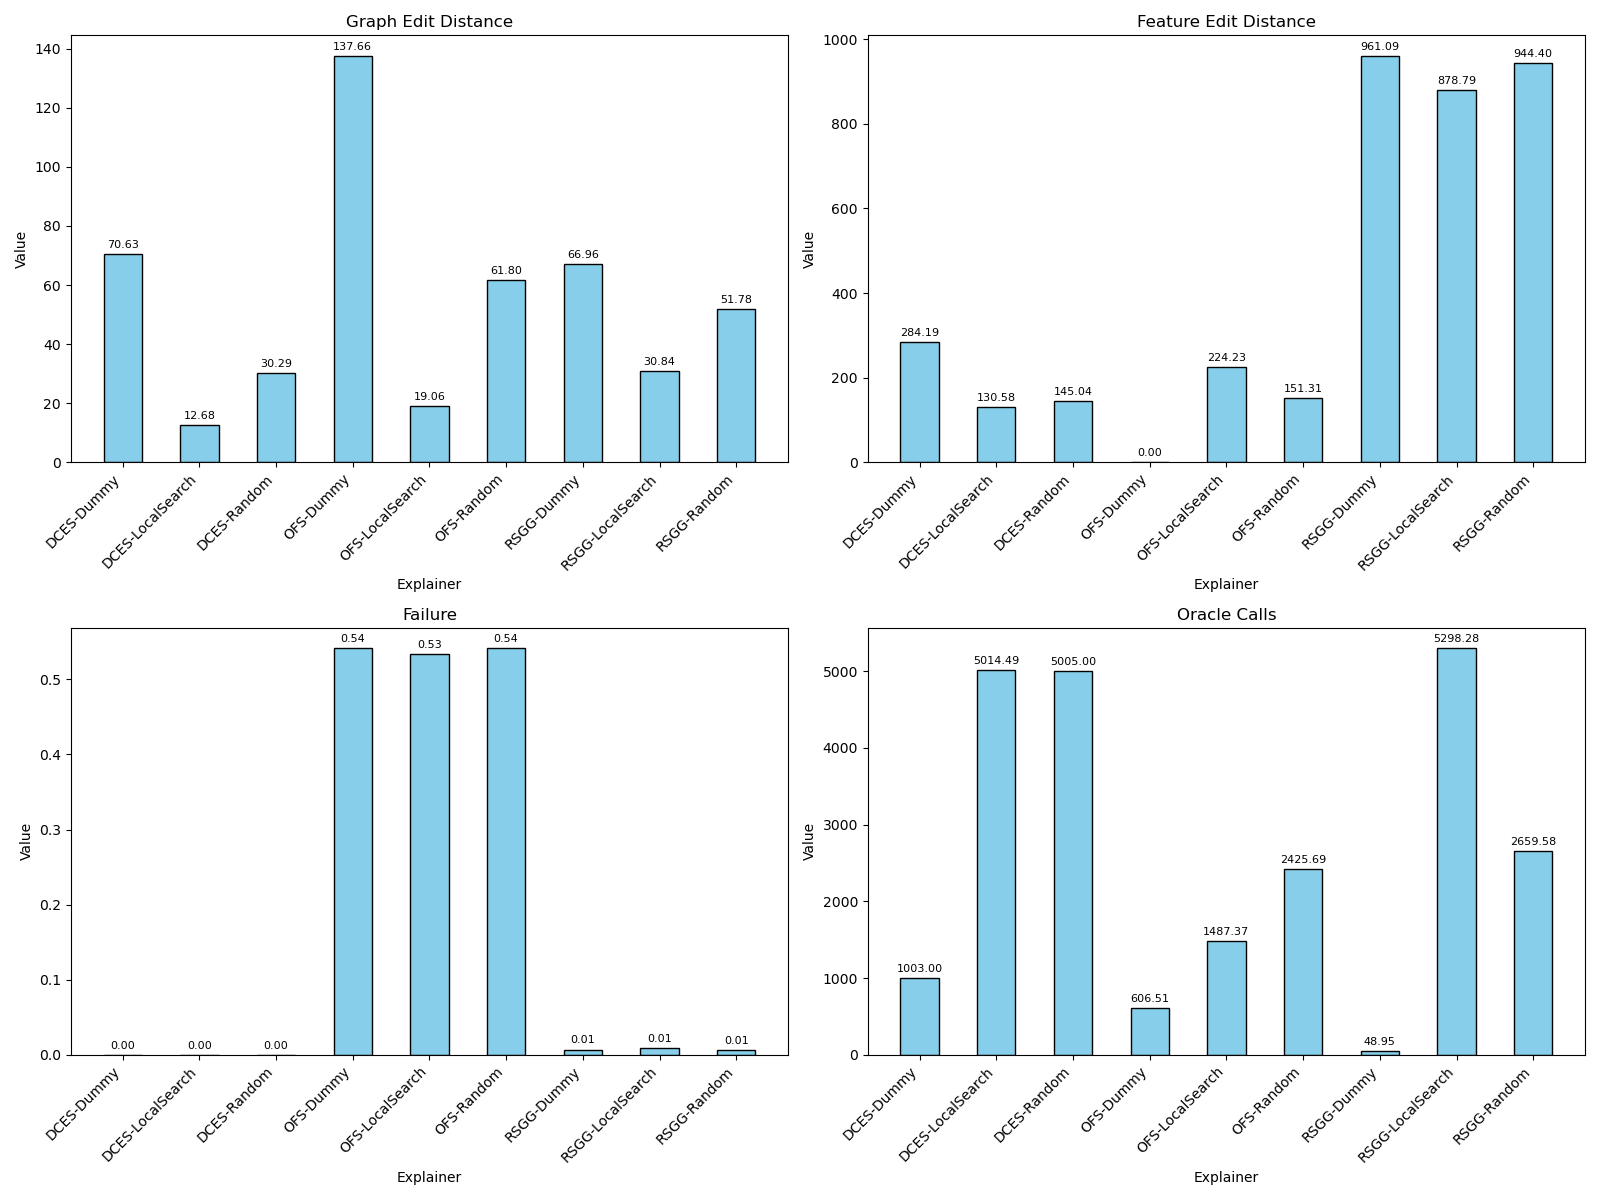 Graph Edit Distance
Value
140
120
100
80
60
40
20
0
70.63
12.68
30.29
137.66
19.06
61.80
66.96
30.84
51.78
DCES-Dummy
DCES-LocalSearch
DCES-Random
OFS-Dummy
OFS-LocalSearch
OFS-Random
RSGG-Dummy
RSGG-LocalSearch
RSGG-Random
Explainer
Feature Edit Distance
Value
1000
800
600
400
200
0
284.19
130.58
145.04
0.00
224.23
151.31
961.09
878.79
944.40
DCES-Dummy
DCES-LocalSearch
DCES-Random
OFS-Dummy
OFS-LocalSearch
OFS-Random
RSGG-Dummy
RSGG-LocalSearch
RSGG-Random
Explainer
Failure
Value
0.5
0.4
0.3
0.2
0.1
0.0
0.00
0.00
0.00
0.54
0.53
0.54
0.01
0.01
0.01
DCES-Dummy
DCES-LocalSearch
DCES-Random
OFS-Dummy
OFS-LocalSearch
OFS-Random
RSGG-Dummy
RSGG-LocalSearch
RSGG-Random
Explainer
Oracle Calls
Value
5000
4000
3000
2000
1000
0
1003.00
5014.49
5005.00
606.51
1487.37
2425.69
48.95
5298.28
2659.58
DCES-Dummy
DCES-LocalSearch
DCES-Random
OFS-Dummy
OFS-LocalSearch
OFS-Random
RSGG-Dummy
RSGG-LocalSearch
RSGG-Random
Explainer